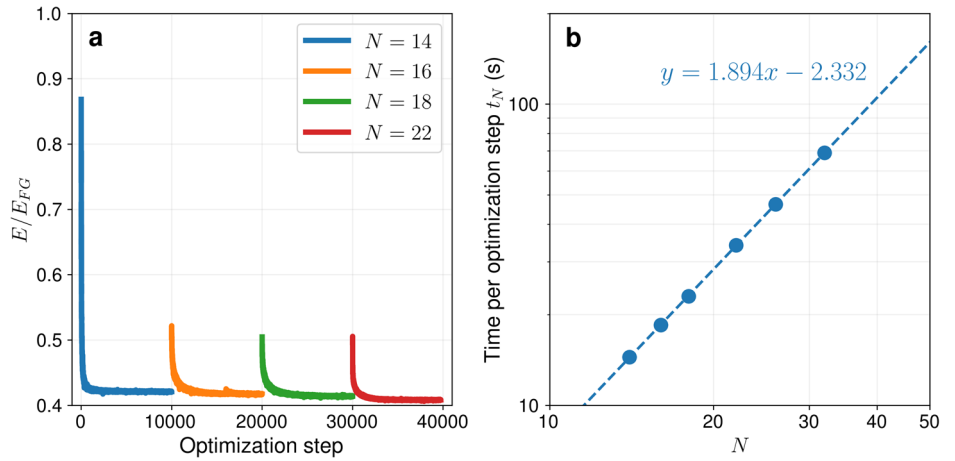 a
N = 14
N = 16
N = 18
N = 22
1.0
0.9
0.8
0.7
0.6
0.5
0.4
E/E_{FG}
0
10000
20000
30000
40000
Optimization step
b
y = 1.894x − 2.332
100
10
Time per optimization step t_N (s)
10
20
30
40
50
N